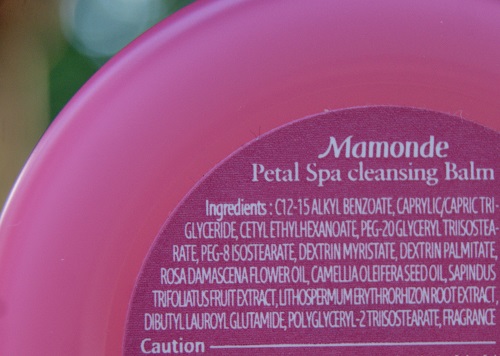 Mamonde
Petal Spa cleansing Balm
Ingredients : C12-15 ALKYL BENZOATE, CAPRYLIC/CAPRIC TRI-
GLYCERIDE, CETYL ETHYLHEXANOATE, PEG-20 GLYCERYL TRIISOSTEA-
RATE, PEG-8 ISOSTEARATE, DEXTRIN MYRISTATE, DEXTRIN PALMITATE,
ROSA DAMASCENA FLOWER OIL, CAMELLIA OLEIFERA SEED OIL, SAPINDUS
TRIFOLIATUS FRUIT EXTRACT, LITHOSPERMUM ERYTHRORHIZON ROOT EXTRACT,
DIBUTYL LAUROYL GLUTAMIDE, POLYGLYCERYL-2 TRIISOSTEARATE, FRAGRANCE
Caution